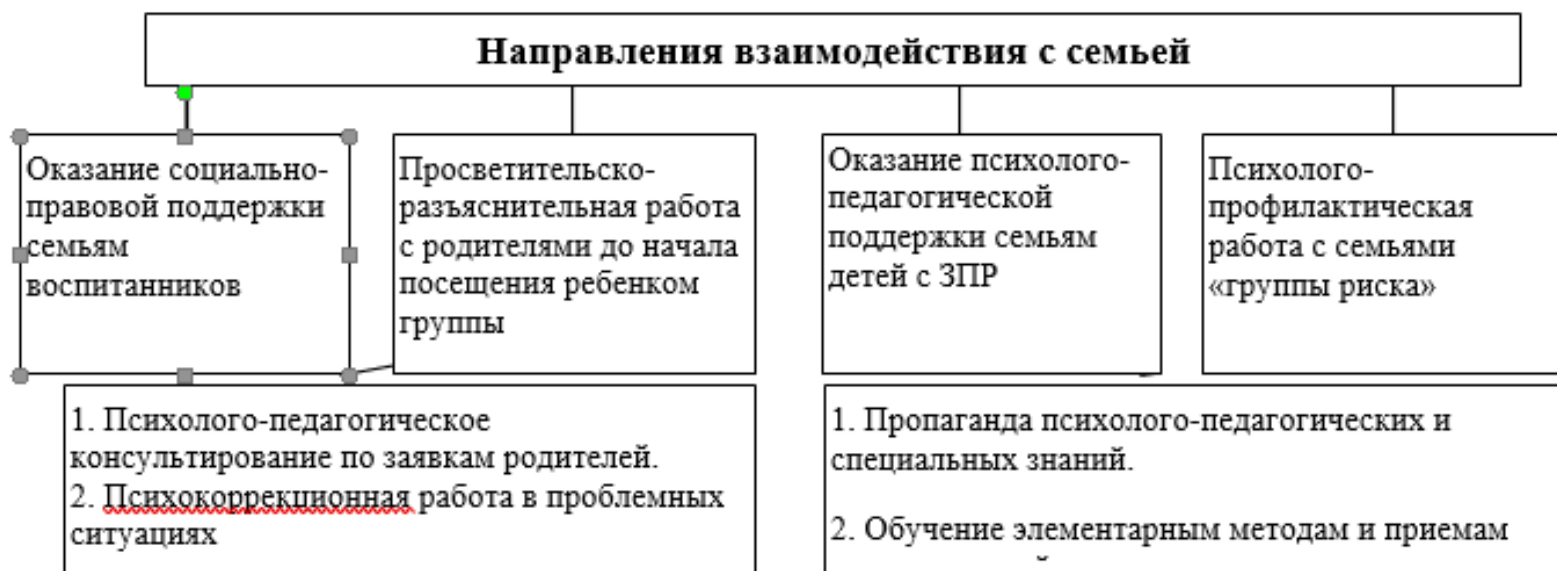 Направления взаимодействия с семьей
Оказание социально-
правовой поддержки
семьям
воспитанников
Просветительско-
разъяснительная работа
с родителями до начала
посещения ребенком
группы
Оказание психолого-
педагогической
поддержки семьям
детей с ЗПР
Психолого-
профилактическая
работа с семьями
«группы риска»
1. Психолого-педагогическое
консультирование по заявкам родителей.
2. Психокоррекционная работа в проблемных
ситуациях
1. Пропаганда психолого-педагогических и
специальных знаний.
2. Обучение элементарным методам и приемам